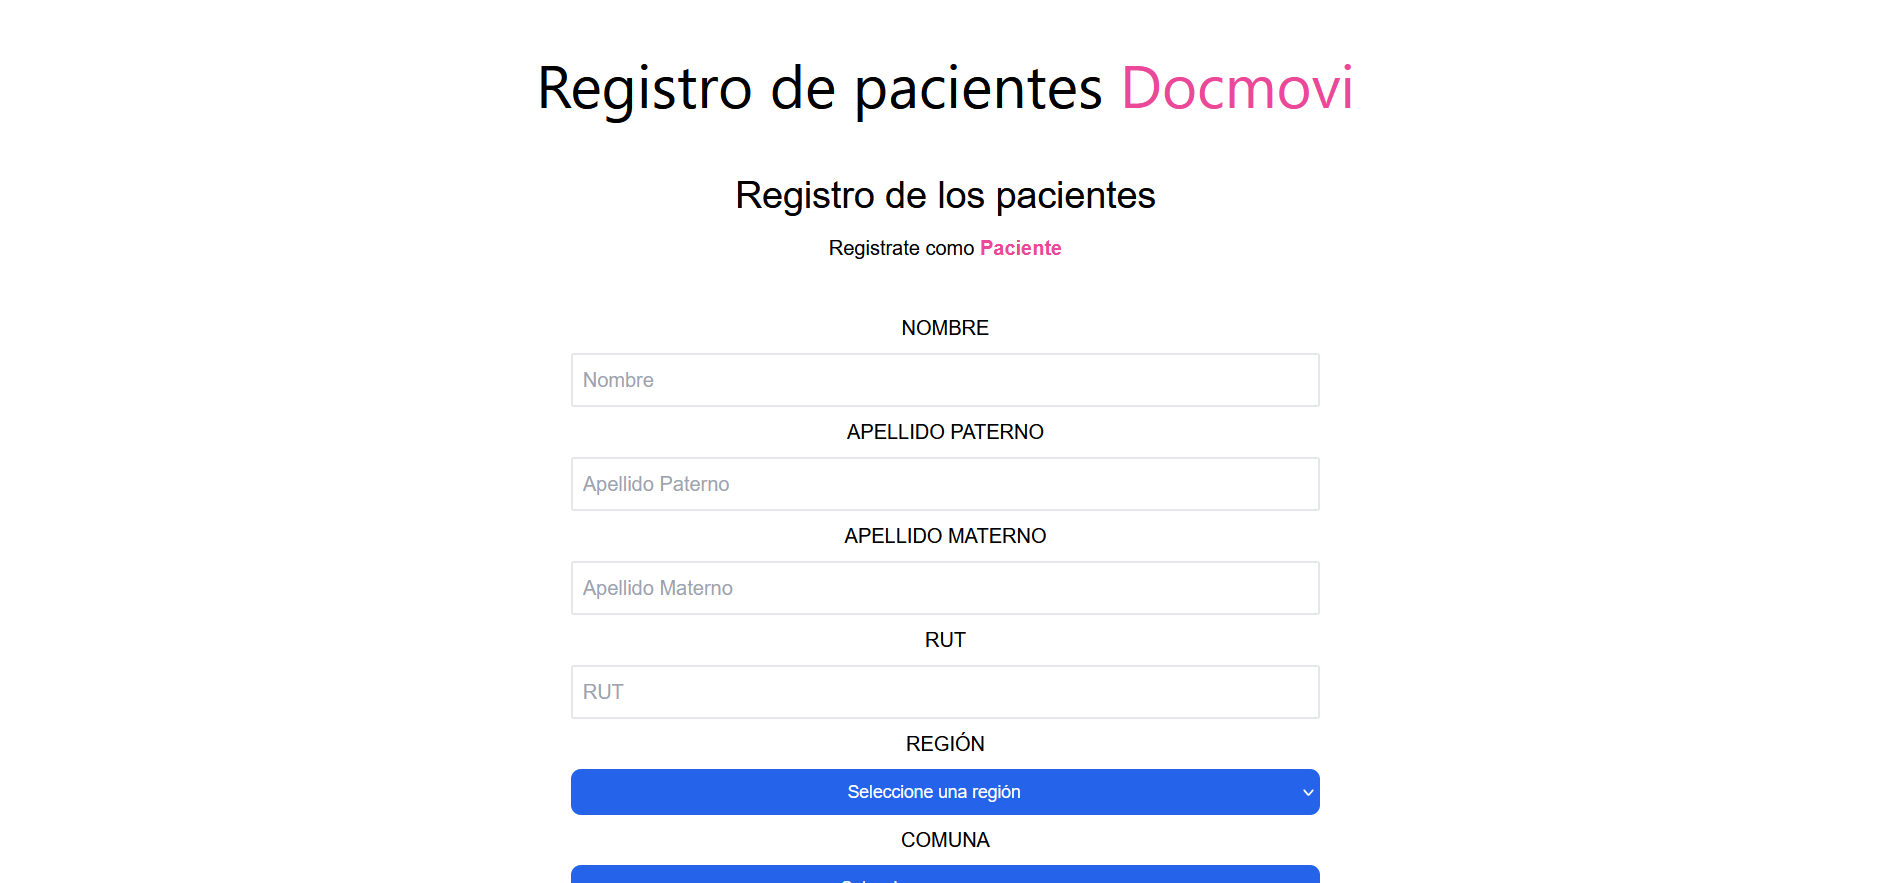 Registro de pacientes Docmovi
Registro de los pacientes
Registrate como Paciente
NOMBRE
Nombre
APELLIDO PATERNO
Apellido Paterno
APELLIDO MATERNO
Apellido Materno
RUT
RUT
REGIÓN
Seleccione una región
COMUNA